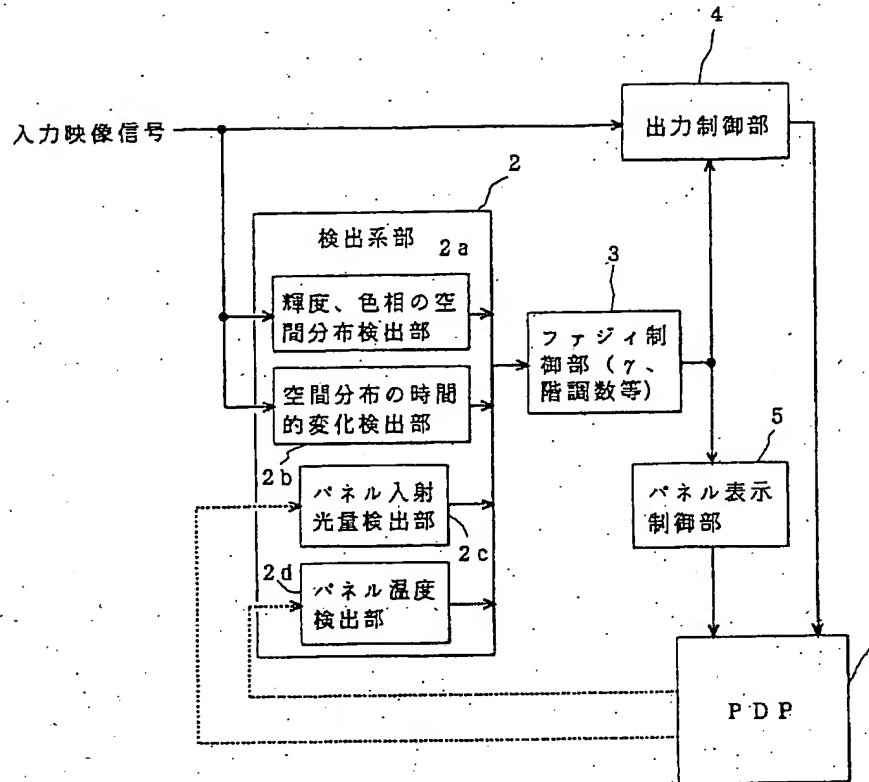 4
出力制御部
入力映像信号
2
検出系部
2a
輝度、色相の空
間分布検出部
空間分布の時間
的変化検出部
2b
パネル入射
光量検出部
2c
2d
パネル温度
検出部
3
ファジィ制
御部(γ、
階調数等)
5
パネル表示
制御部
PDP